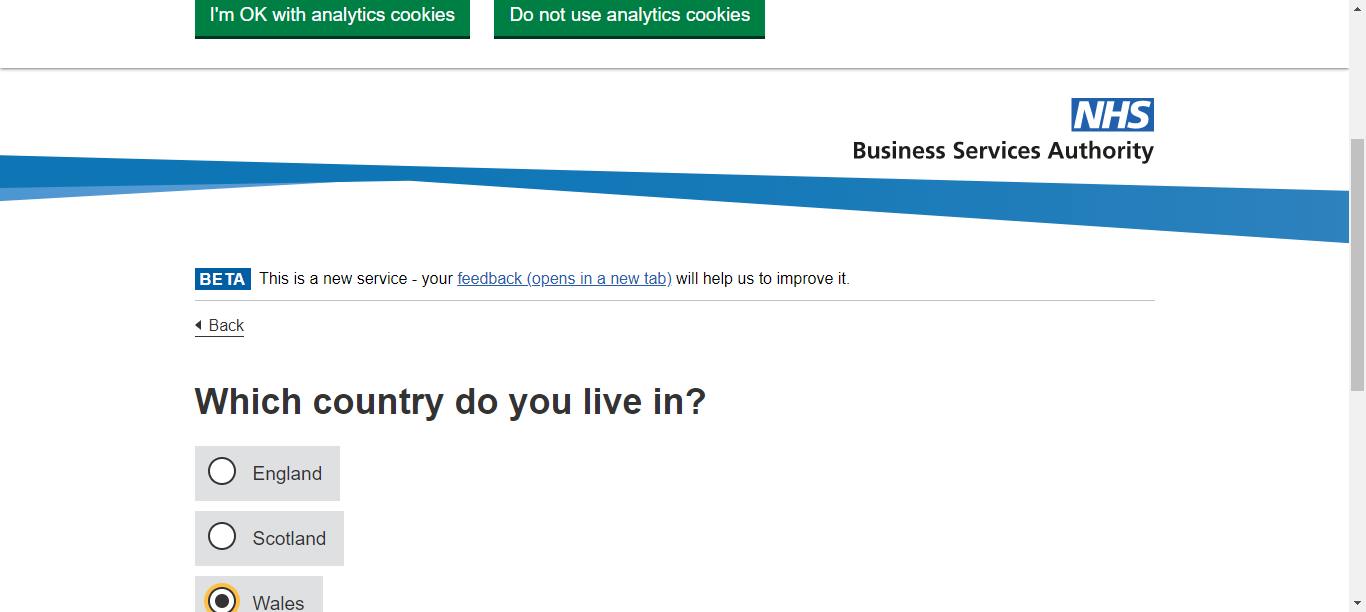 I'm OK with analytics cookies
Do not use analytics cookies
NHS
Business Services Authority
BETA This is a new service - your feedback (opens in a new tab) will help us to improve it.
Back
Which country do you live in?
England
Scotland
Wales